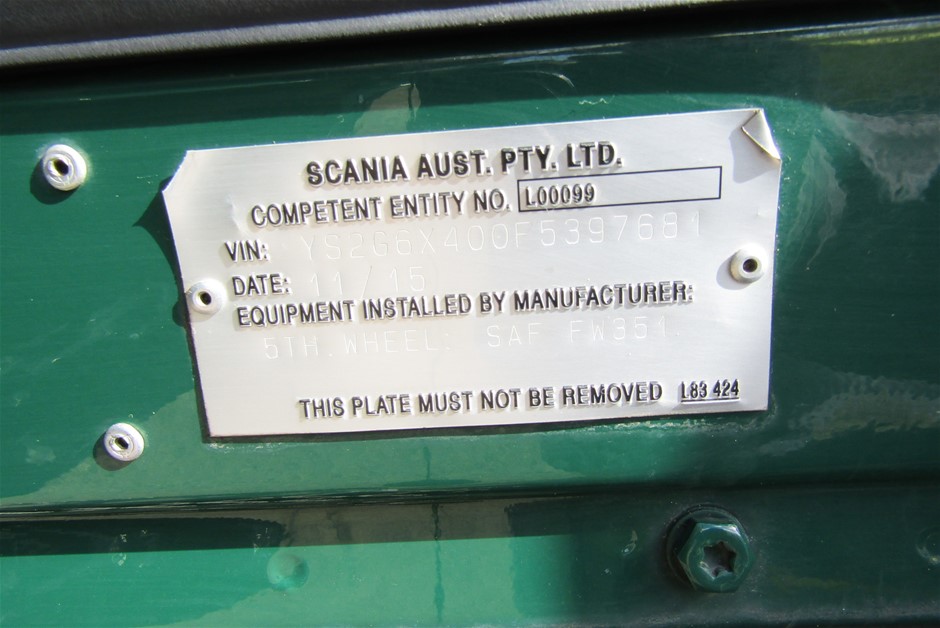 SCANIA AUST. PTY. LTD.
COMPETENT ENTITY NO. L00099
VIN: YS2G6X400F5397681
DATE: 11/15
EQUIPMENT INSTALLED BY MANUFACTURER:
5TH.WHEEL: SAF FW351.
THIS PLATE MUST NOT BE REMOVED L83 424